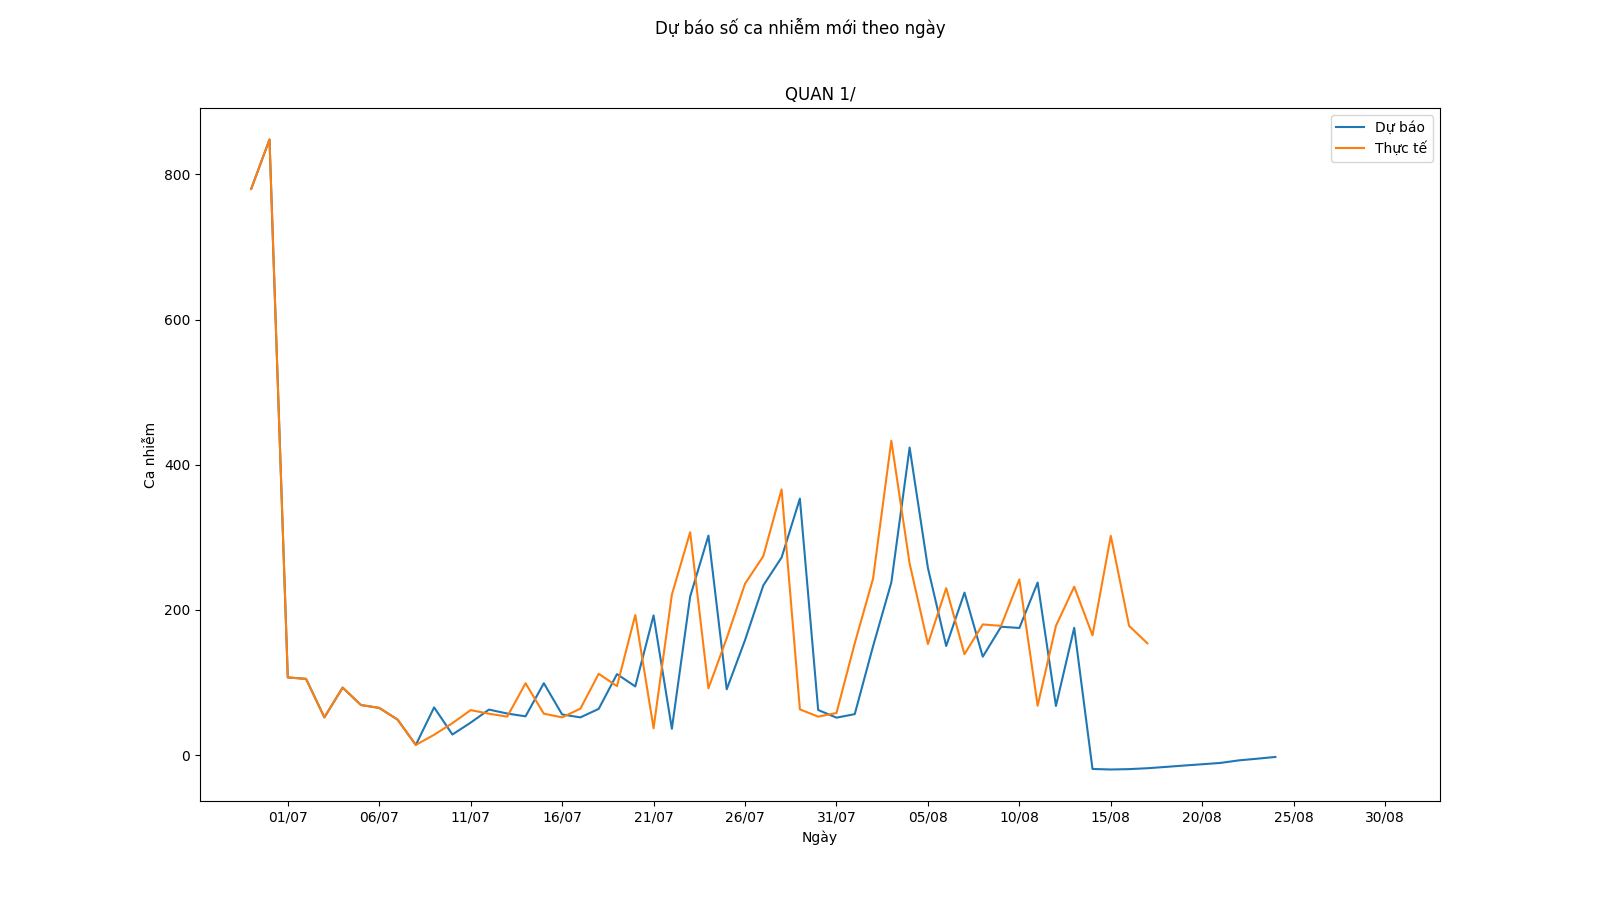 Dự báo số ca nhiễm mới theo ngày
QUAN 1/
Dự báo
Thực tế
800
600
400
200
0
Ca nhiễm
01/07 06/07 11/07 16/07 21/07 26/07 31/07 05/08 10/08 15/08 20/08 25/08 30/08
Ngày